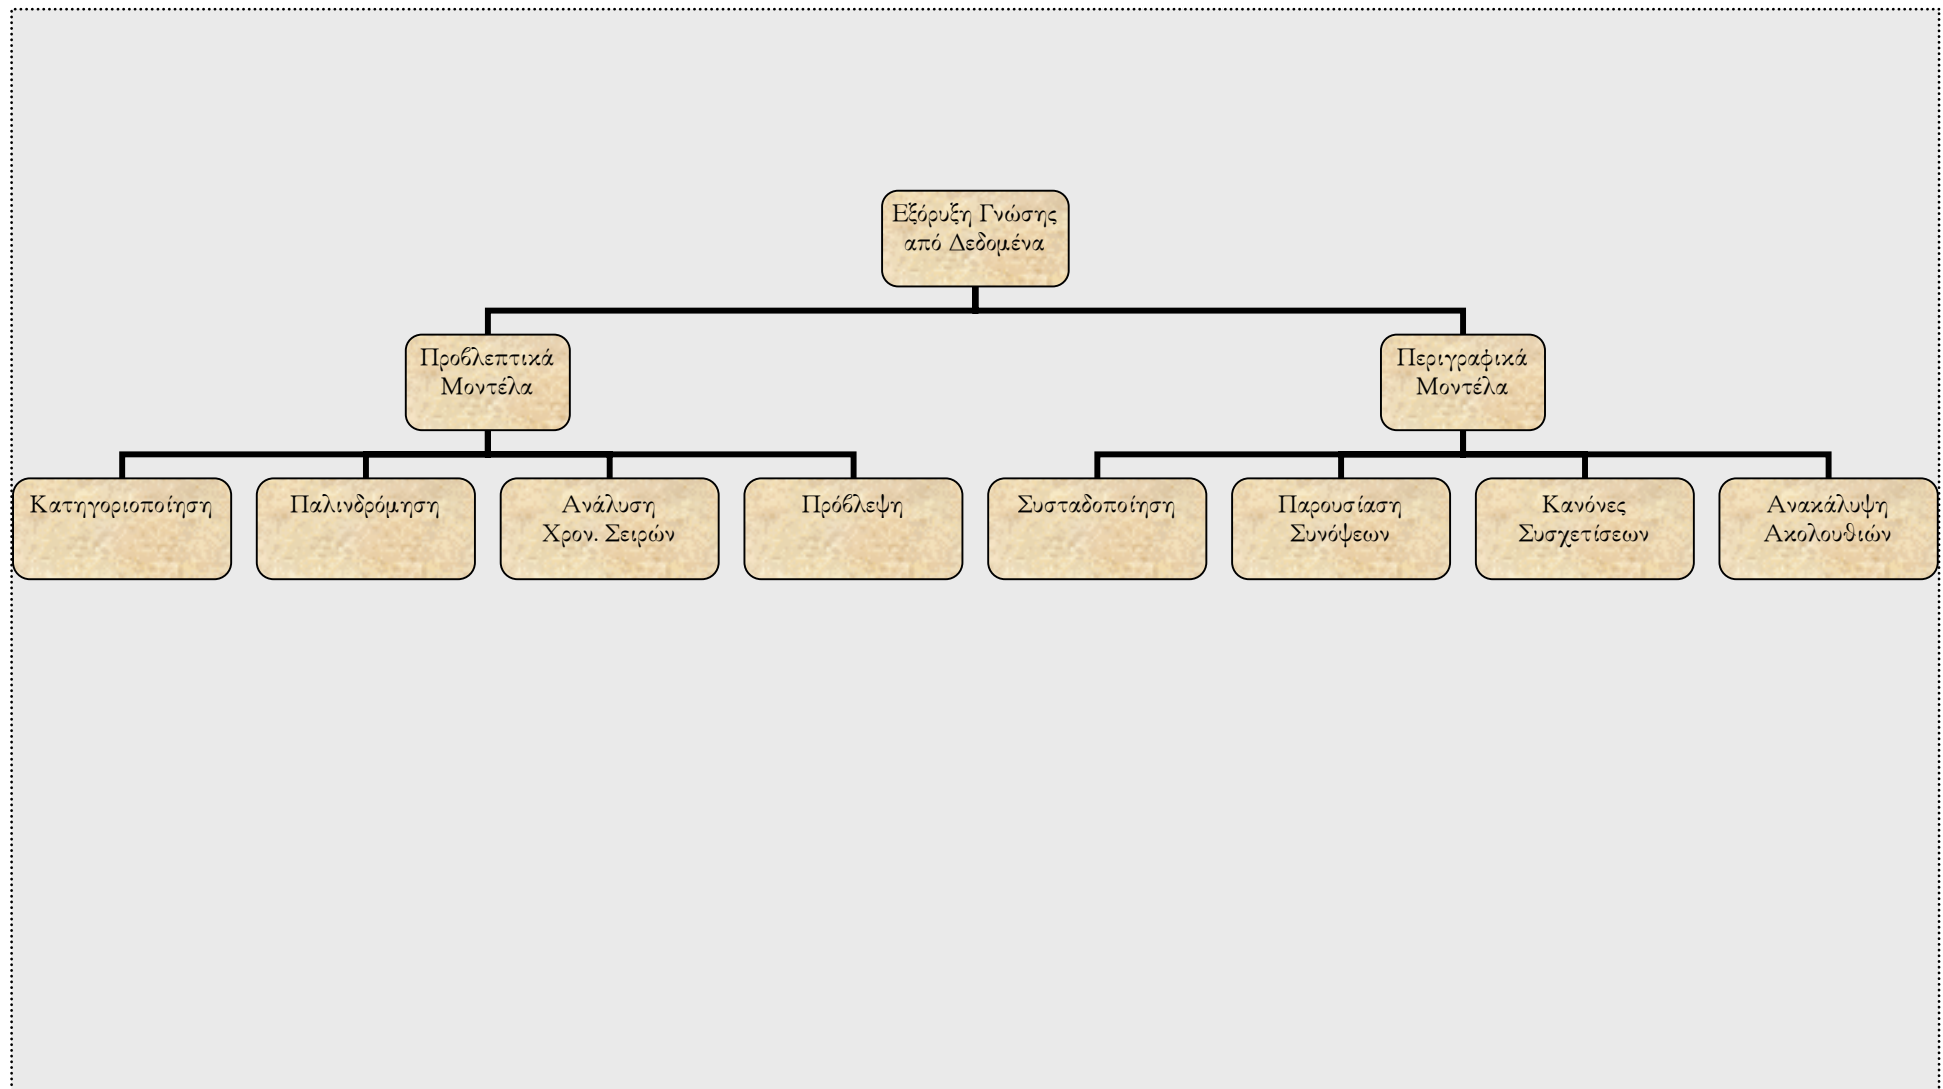 Εξόρυξη Γνώσης
από Δεδομένα
Προβλεπτικά
Μοντέλα
Περιγραφικά
Μοντέλα
Κατηγοριοποίηση
Παλινδρόμηση
Ανάλυση
Χρον. Σειρών
Πρόβλεψη
Συσταδοποίηση
Παρουσίαση
Συνόψεων
Κανόνες
Συσχετίσεων
Ανακάλυψη
Ακολουθιών